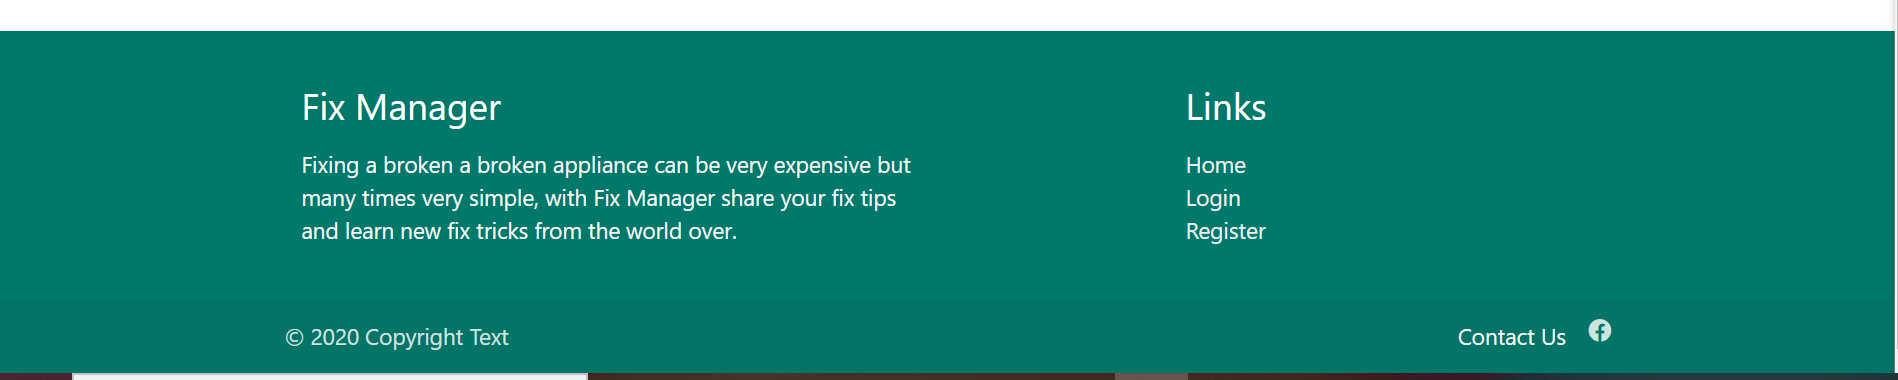 Fix Manager
Fixing a broken a broken appliance can be very expensive but
many times very simple, with Fix Manager share your fix tips
and learn new fix tricks from the world over.
Links
Home
Login
Register
© 2020 Copyright Text
Contact Us